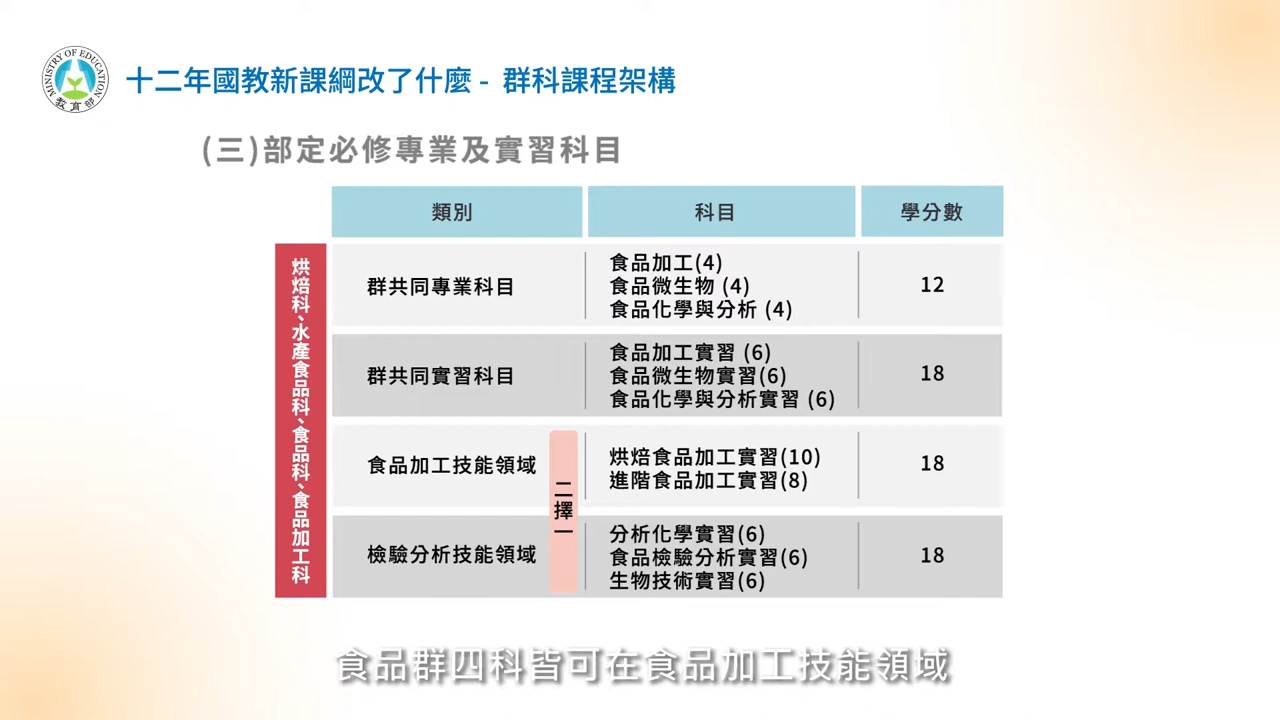 MINISTRY OF EDUCATION
教育部
十二年國教新課綱改了什麼 - 群科課程架構
(三)部定必修專業及實習科目
類別 科目 學分數
烘焙科、水產食品科、食品科、食品加工科
群共同專業科目
食品加工(4)
食品微生物 (4)
食品化學與分析 (4)
12
群共同實習科目
食品加工實習 (6)
食品微生物實習(6)
食品化學與分析實習 (6)
18
食品加工技能領域
二擇一
烘焙食品加工實習(10)
進階食品加工實習(8)
18
檢驗分析技能領域
分析化學實習(6)
食品檢驗分析實習(6)
生物技術實習(6)
18
食品群四科皆可在食品加工技能領域